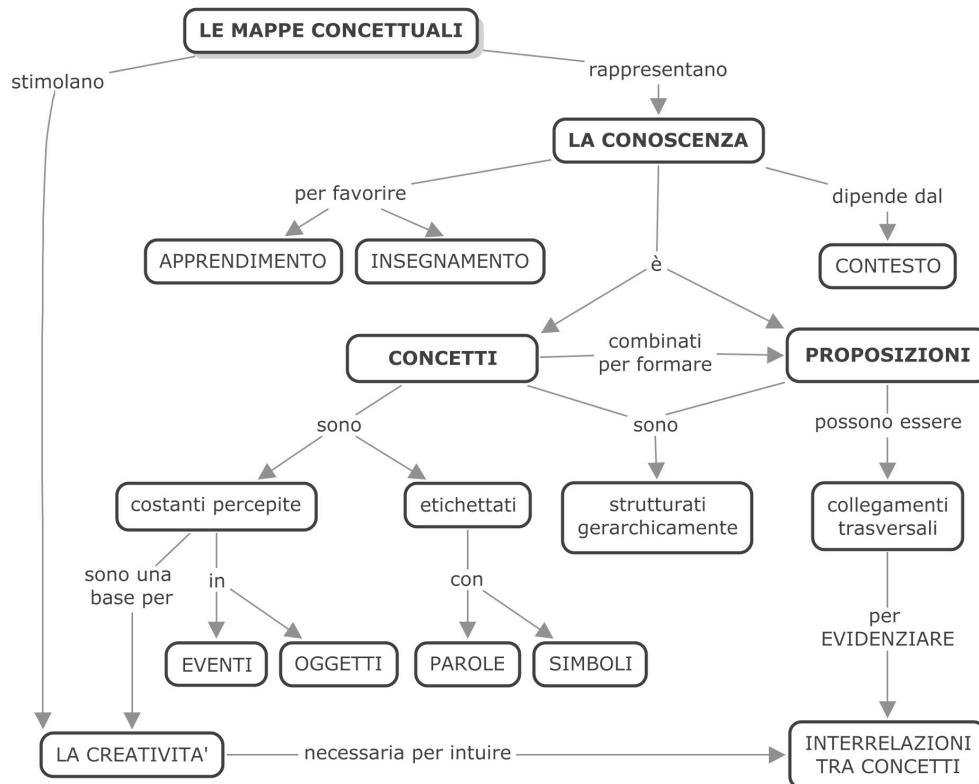 LE MAPPE CONCETTUALI
stimolano
rappresentano
LA CONOSCENZA
per favorire
dipende dal
APPRENDIMENTO
INSEGNAMENTO
CONTESTO
è
CONCETTI
combinati
per formare
PROPOSIZIONI
sono
sono
possono essere
costanti percepite
etichettati
strutturati
gerarchicamente
collegamenti
trasversali
sono una
base per
in
con
per
EVIDENZIARE
EVENTI
OGGETTI
PAROLE
SIMBOLI
LA CREATIVITA'
necessaria per intuire
INTERRELAZIONI
TRA CONCETTI